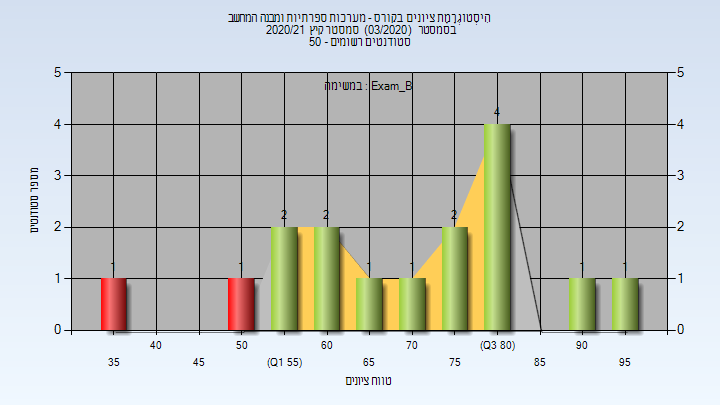 היסטוגרמת ציונים בקורס - מערכות ספרתיות ומבנה המחשב
בסמסטר (03/2020) סמסטר קיץ 2020/21
סטודנטים רשומים - 50
במשימה : Exam_B
5 5
4 4
3 3
2 2
1 1
0 0
מספר סטודנטים
1 1 2 2 1 1 2 4 1 1
40 50 60 70 (Q3 80) 90
35 45 (Q1 55) 65 75 85 95
טווח ציונים